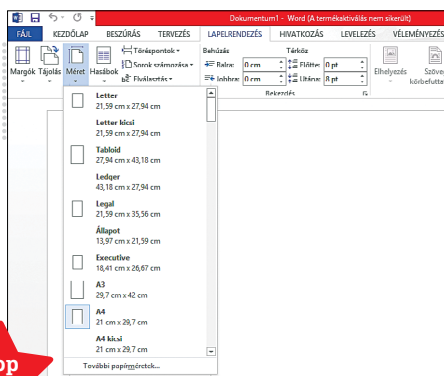 Dokumentum1 - Word (A termékaktiválás nem sikerült)
FÁJL KEZDŐLAP BESZÚRÁS TERVEZÉS LAPELRENDEZÉS HIVATKOZÁS LEVELEZÉS VÉLEMÉNYEZÉS
Margók Tájolás Méret Hasábok
Töréspontok
Sorok számozása
Elválasztás
Behúzás Térköz
Balra: 0 cm Előtte: 0 pt
Jobbra: 0 cm Utána: 8 pt
Bekezdés
Elhelyezés Szöveg
körbefuttatása
Letter
21,59 cm x 27,94 cm
Letter kicsi
21,59 cm x 27,94 cm
Tabloid
27,94 cm x 43,18 cm
Ledger
43,18 cm x 27,94 cm
Legal
21,59 cm x 35,56 cm
Állapot
13,97 cm x 21,59 cm
Executive
18,41 cm x 26,67 cm
A3
29,7 cm x 42 cm
A4
21 cm x 29,7 cm
A4 kicsi
21 cm x 29,7 cm
További papírméretek...
op